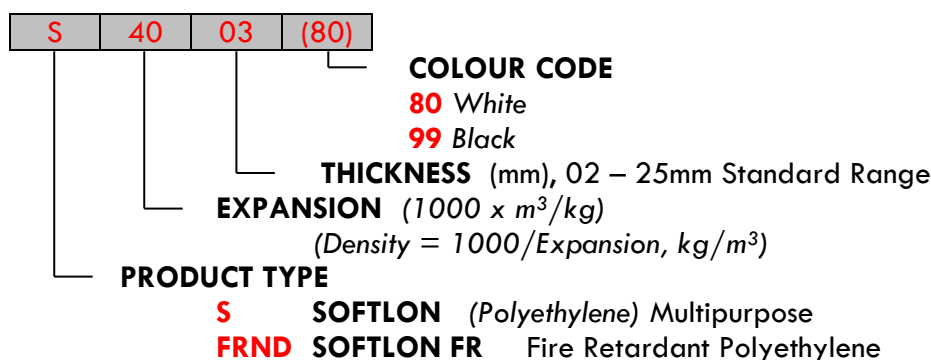 S 40 03 (80)
COLOUR CODE
80 White
99 Black
THICKNESS (mm), 02 – 25mm Standard Range
EXPANSION (1000 x m³/kg)
(Density = 1000/Expansion, kg/m³)
PRODUCT TYPE
S SOFTLON (Polyethylene) Multipurpose
FRND SOFTLON FR Fire Retardant Polyethylene